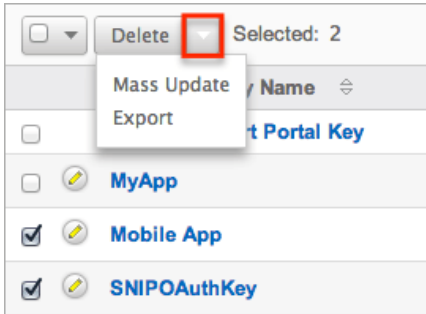 Delete Selected: 2
Mass Update
Export
y Name
rt Portal Key
MyApp
Mobile App
SNIPOAuthKey